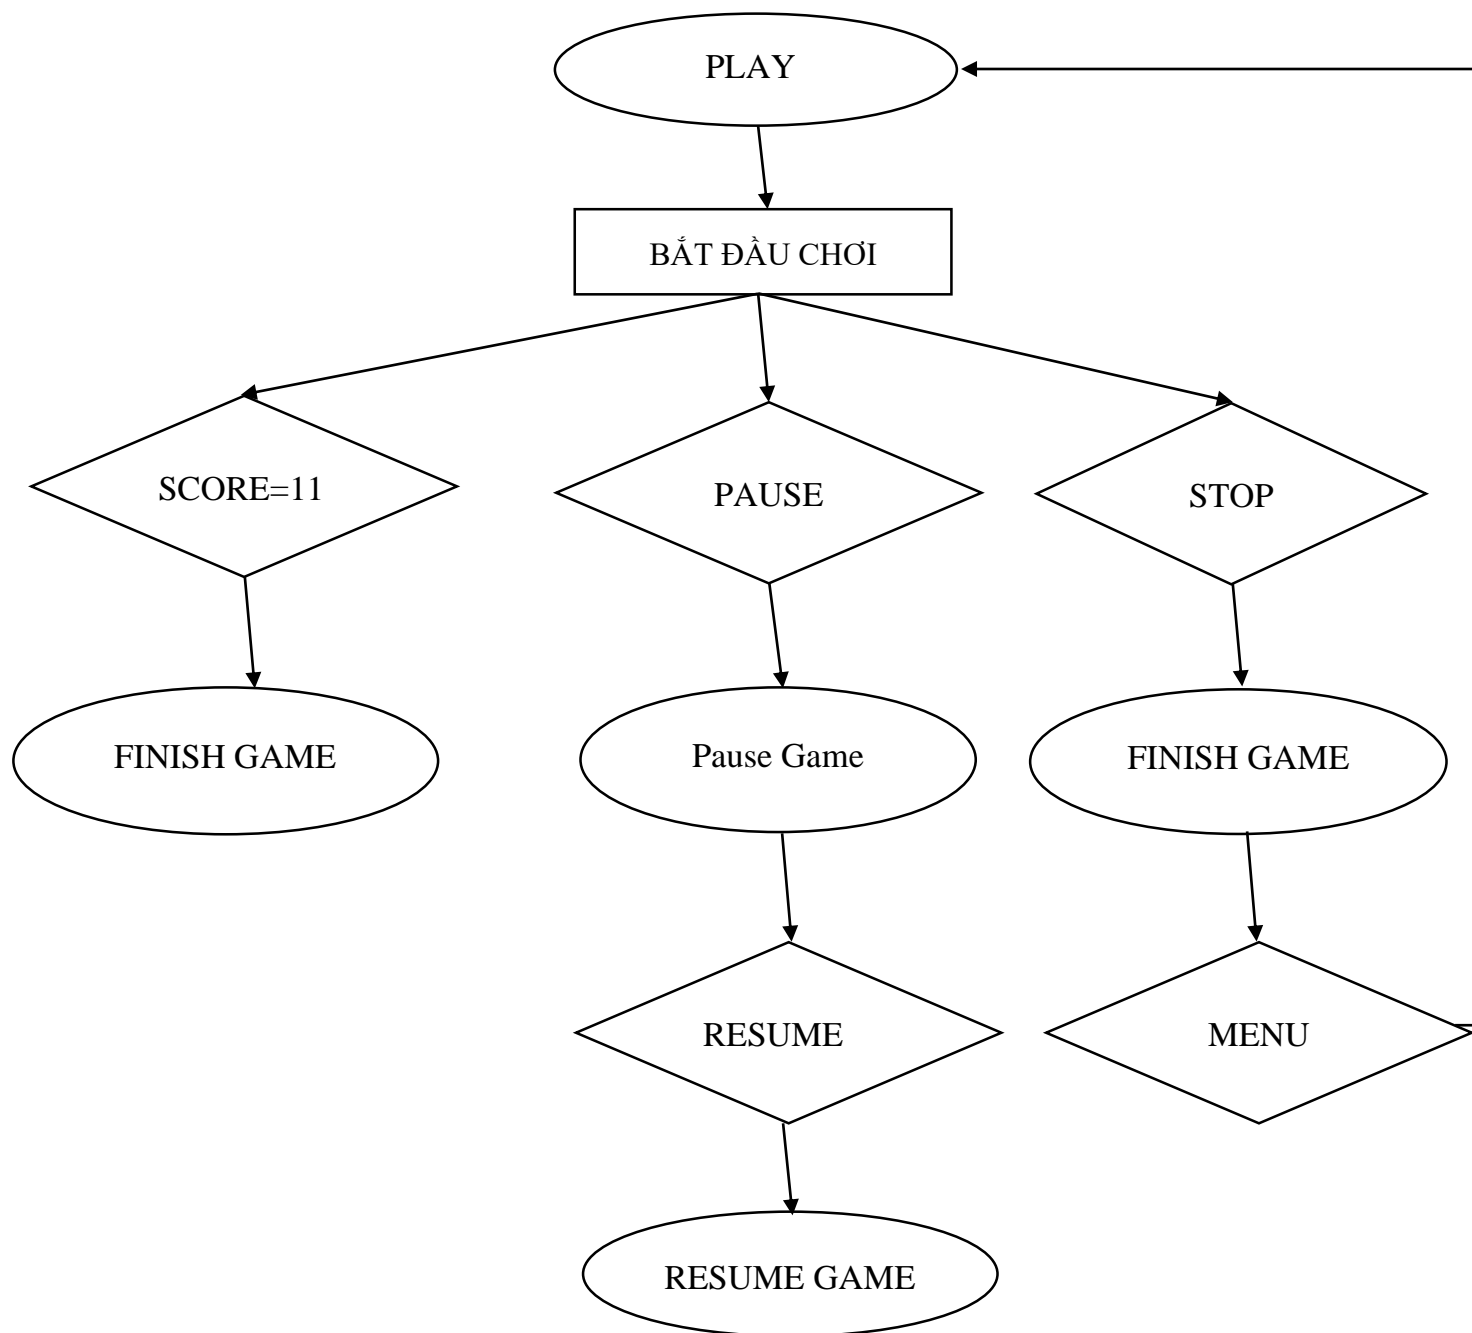 PLAY
BẮT ĐẦU CHƠI
SCORE=11
PAUSE
STOP
FINISH GAME
Pause Game
FINISH GAME
RESUME
MENU
RESUME GAME